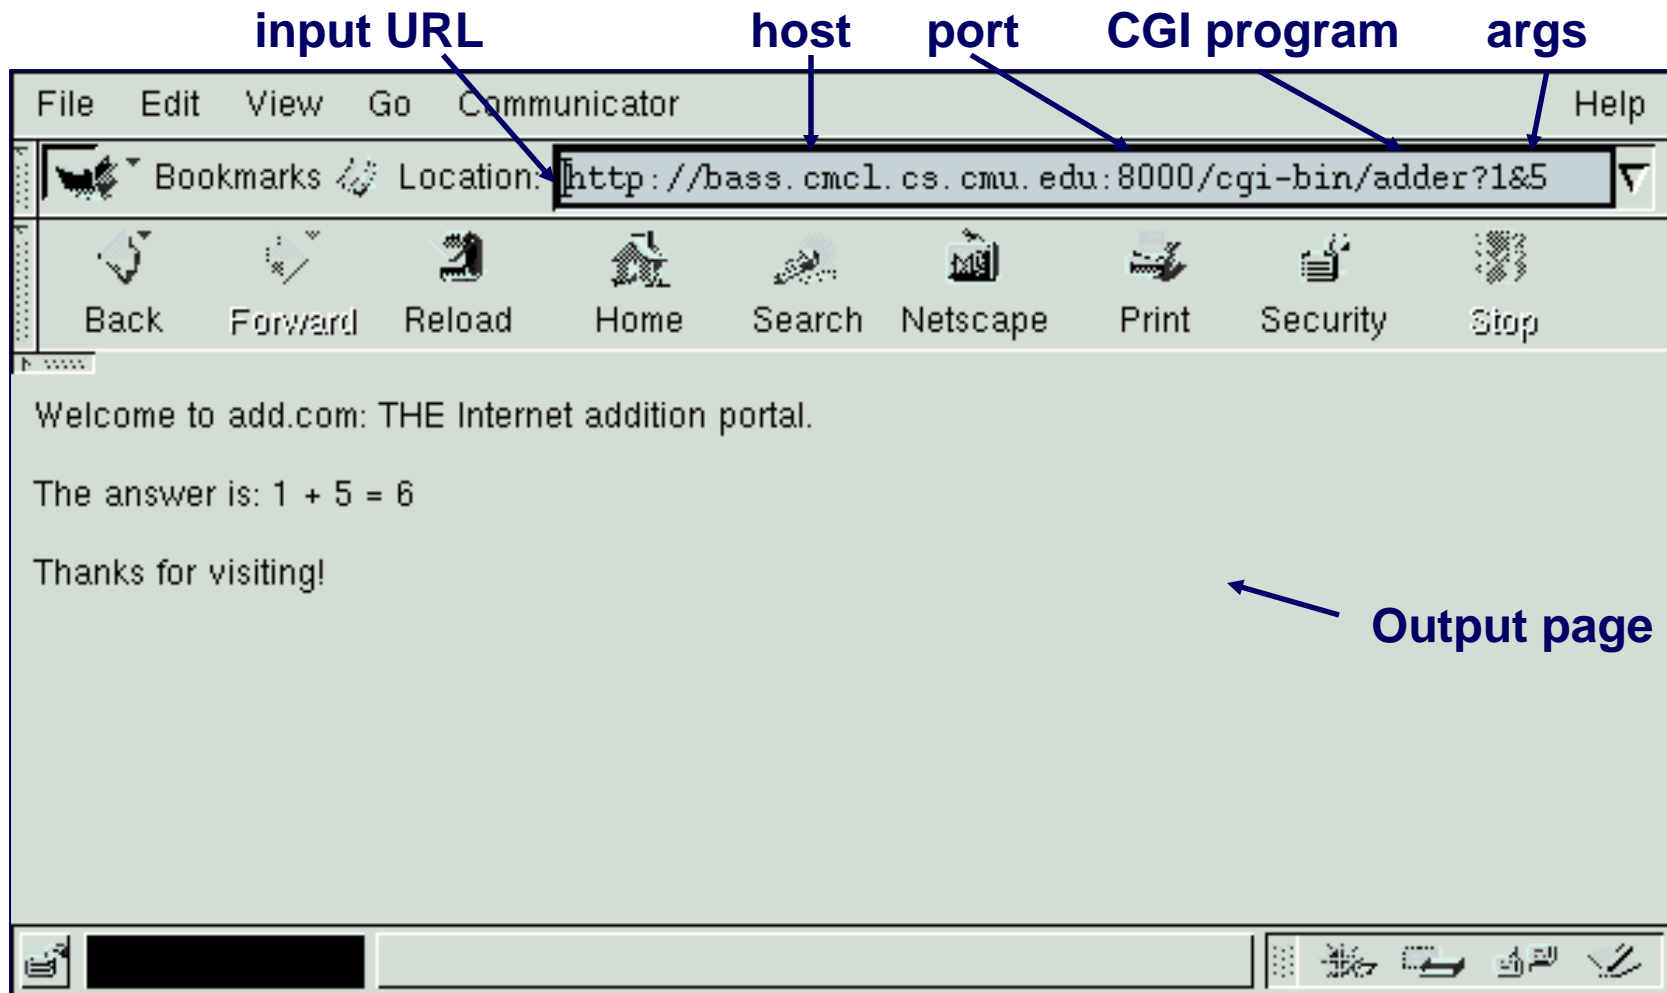 input URL host port CGI program args
File Edit View Go Communicator Help
Bookmarks Location: http://bass.cmcl.cs.cmu.edu:8000/cgi-bin/adder?1&5
My
Back Forward Reload Home Search Netscape Print Security Stop
Welcome to add.com: THE Internet addition portal.
The answer is: 1 + 5 = 6
Thanks for visiting!
Output page